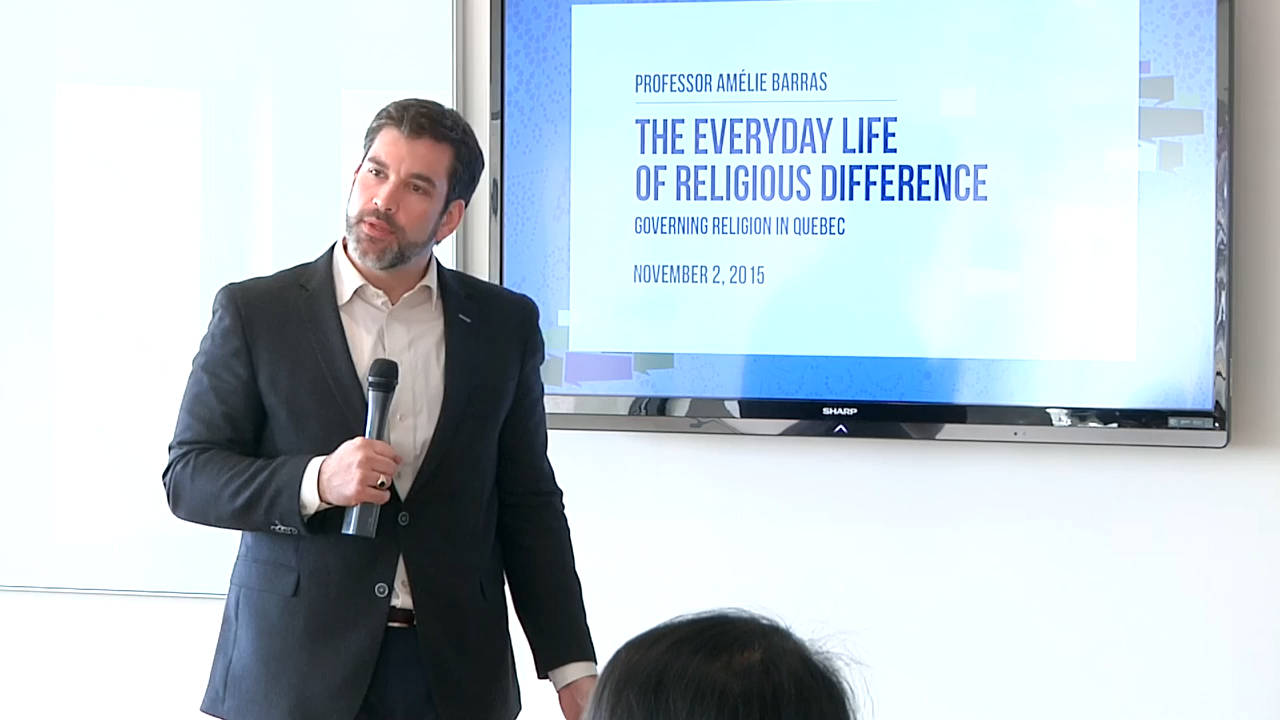 PROFESSOR AMÉLIE BARRAS
THE EVERYDAY LIFE
OF RELIGIOUS DIFFERENCE
GOVERNING RELIGION IN QUEBEC
NOVEMBER 2, 2015
SHARP